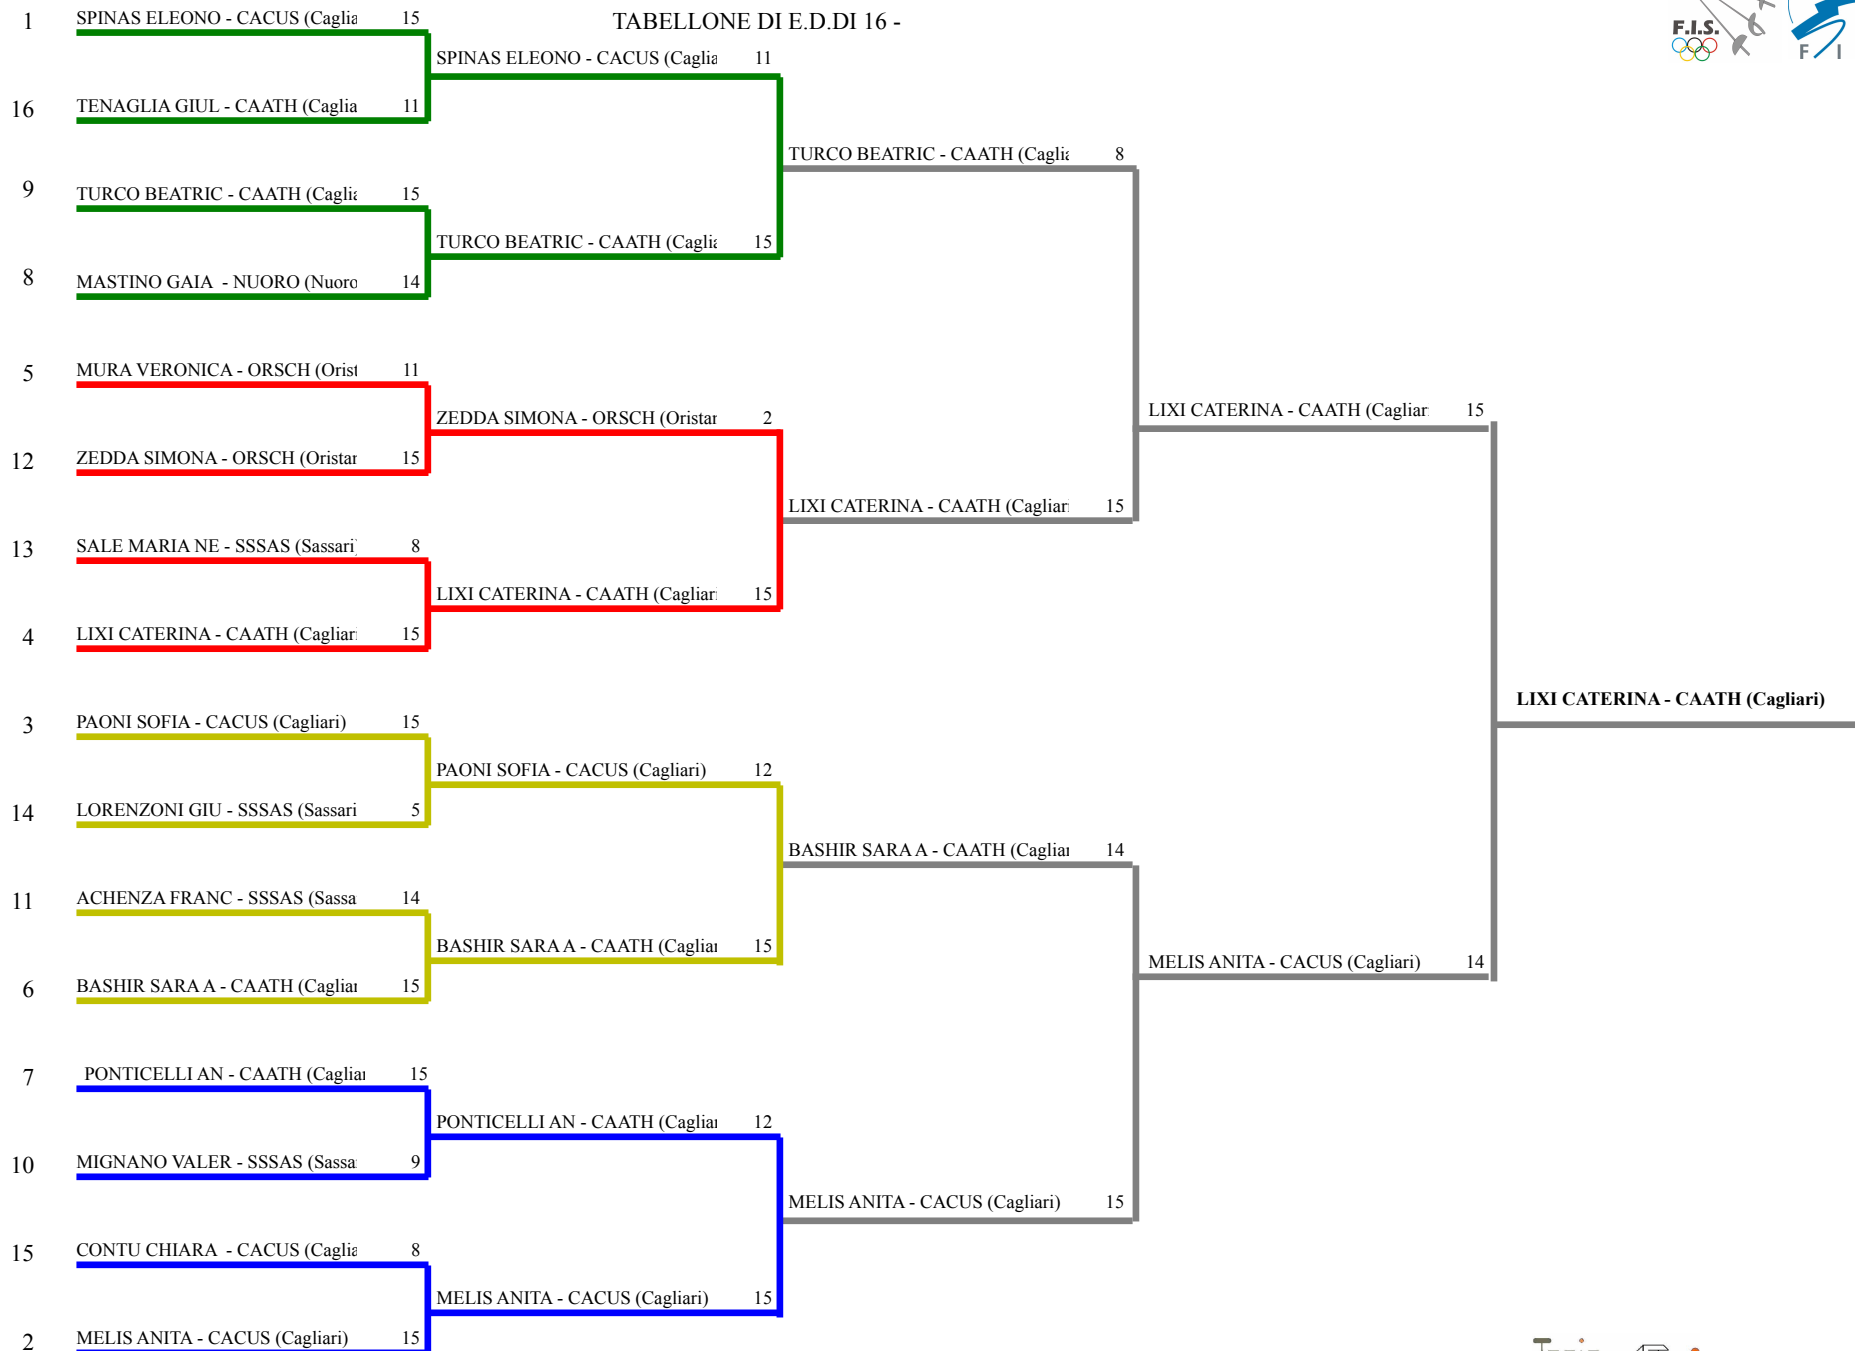 TABELLONE DI E.D.DI 16 -
F.I.S.
F I
1 SPINAS ELEONO - CACUS (Caglia 15
SPINAS ELEONO - CACUS (Caglia 11
16 TENAGLIA GIUL - CAATH (Caglia 11
TURCO BEATRIC - CAATH (Caglia 8
9 TURCO BEATRIC - CAATH (Caglia 15
TURCO BEATRIC - CAATH (Caglia 15
8 MASTINO GAIA - NUORO (Nuoro 14
5 MURA VERONICA - ORSCH (Orist 11
ZEDDA SIMONA - ORSCH (Oristar 2
LIXI CATERINA - CAATH (Cagliar 15
12 ZEDDA SIMONA - ORSCH (Oristar 15
LIXI CATERINA - CAATH (Cagliari 15
13 SALE MARIA NE - SSSAS (Sassari) 8
LIXI CATERINA - CAATH (Cagliari 15
4 LIXI CATERINA - CAATH (Cagliari 15
LIXI CATERINA - CAATH (Cagliari)
3 PAONI SOFIA - CACUS (Cagliari) 15
PAONI SOFIA - CACUS (Cagliari) 12
14 LORENZONI GIU - SSSAS (Sassari 5
BASHIR SARA A - CAATH (Cagliar 14
11 ACHENZA FRANC - SSSAS (Sassa 14
BASHIR SARA A - CAATH (Cagliar 15
MELIS ANITA - CACUS (Cagliari) 14
6 BASHIR SARA A - CAATH (Cagliar 15
7 PONTICELLI AN - CAATH (Cagliar 15
PONTICELLI AN - CAATH (Cagliar 12
10 MIGNANO VALER - SSSAS (Sassa 9
MELIS ANITA - CACUS (Cagliari) 15
15 CONTU CHIARA - CACUS (Caglia 8
MELIS ANITA - CACUS (Cagliari) 15
2 MELIS ANITA - CACUS (Cagliari) 15